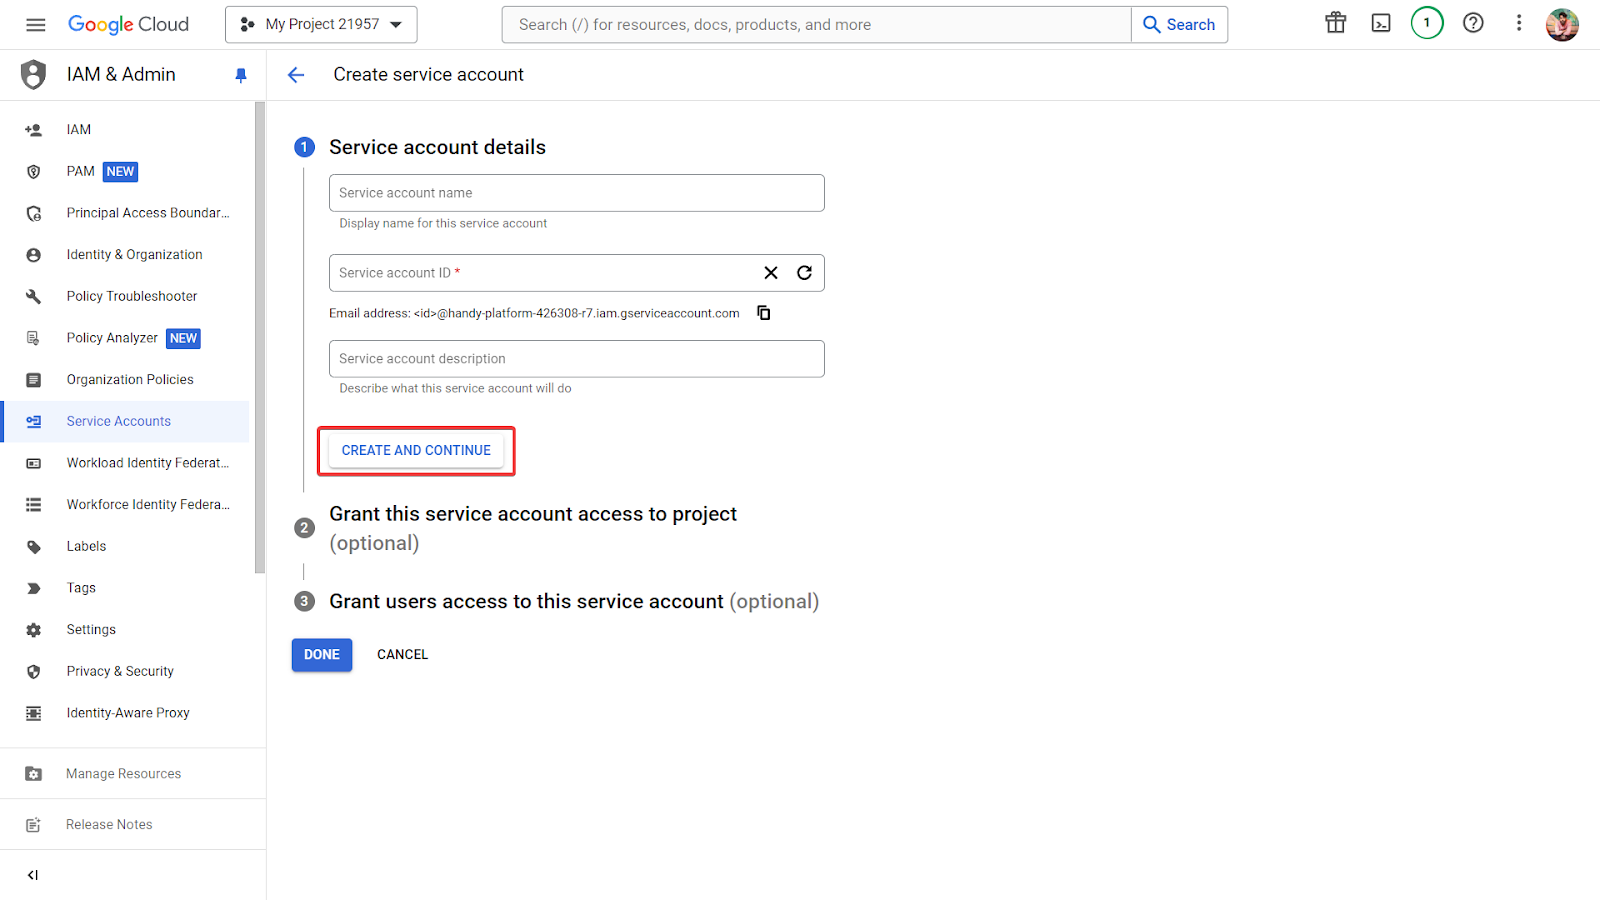 Google Cloud
My Project 21957
Search (/) for resources, docs, products, and more
Search
1
IAM & Admin
Create service account
IAM
PAM NEW
Principal Access Boundar...
Identity & Organization
Policy Troubleshooter
Policy Analyzer NEW
Organization Policies
Service Accounts
Workload Identity Federat...
Workforce Identity Federa...
Labels
Tags
Settings
Privacy & Security
Identity-Aware Proxy
Manage Resources
Release Notes
1 Service account details
Service account name
Display name for this service account
Service account ID *
Email address: <id>@handy-platform-426308-r7.iam.gserviceaccount.com
Service account description
Describe what this service account will do
CREATE AND CONTINUE
2 Grant this service account access to project
(optional)
3 Grant users access to this service account (optional)
DONE CANCEL